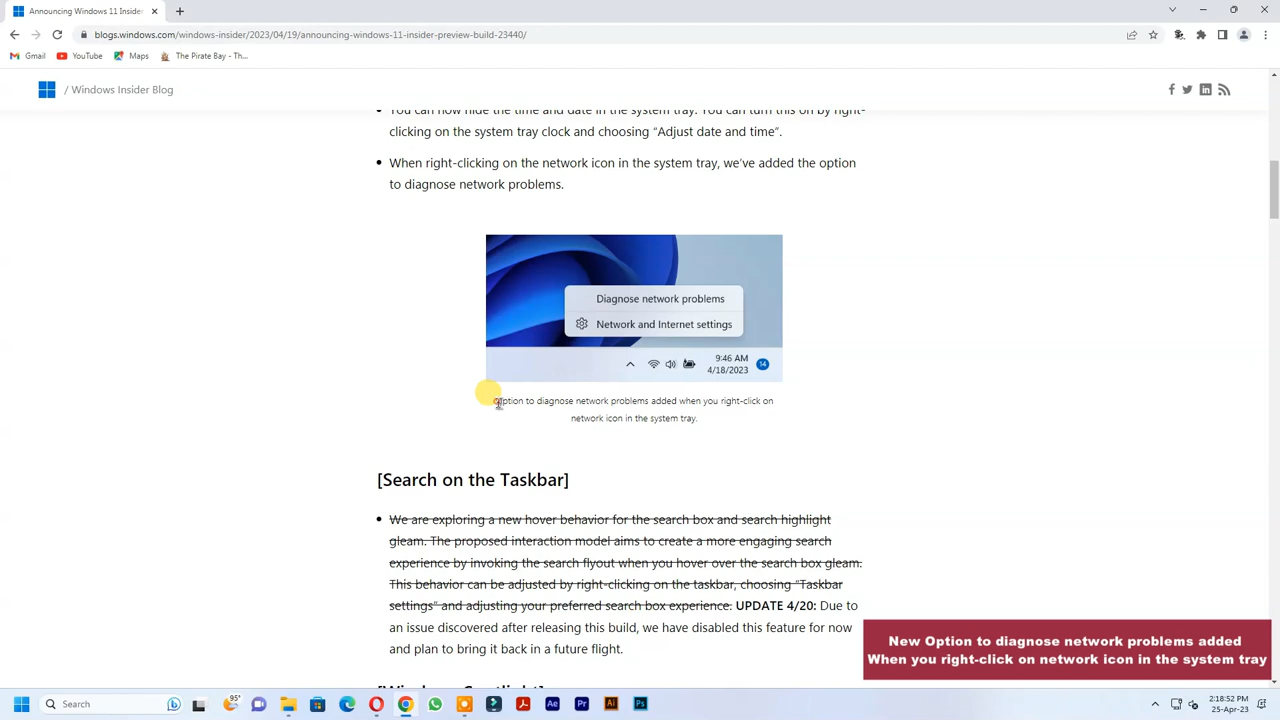 Announcing Windows 11 Insider
blogs.windows.com/windows-insider/2023/04/19/announcing-windows-11-insider-preview-build-23440/
Gmail
YouTube
Maps
The Pirate Bay - Th...
/ Windows Insider Blog
You can now hide the time and date in the system tray. You can turn this on by right-
clicking on the system tray clock and choosing “Adjust date and time”.
When right-clicking on the network icon in the system tray, we’ve added the option
to diagnose network problems.
Diagnose network problems
Network and Internet settings
9:46 AM
4/18/2023
14
Option to diagnose network problems added when you right-click on
network icon in the system tray.
[Search on the Taskbar]
We are exploring a new hover behavior for the search box and search highlight
gleam. The proposed interaction model aims to create a more engaging search
experience by invoking the search flyout when you hover over the search box gleam.
This behavior can be adjusted by right-clicking on the taskbar, choosing “Taskbar
settings” and adjusting your preferred search box experience. UPDATE 4/20: Due to
an issue discovered after releasing this build, we have disabled this feature for now
and plan to bring it back in a future flight.
[Windows Spotlight]
New Option to diagnose network problems added
When you right-click on network icon in the system tray
Search
95°
Ae
Pr
Ai
Ps
2:18:52 PM
25-Apr-23